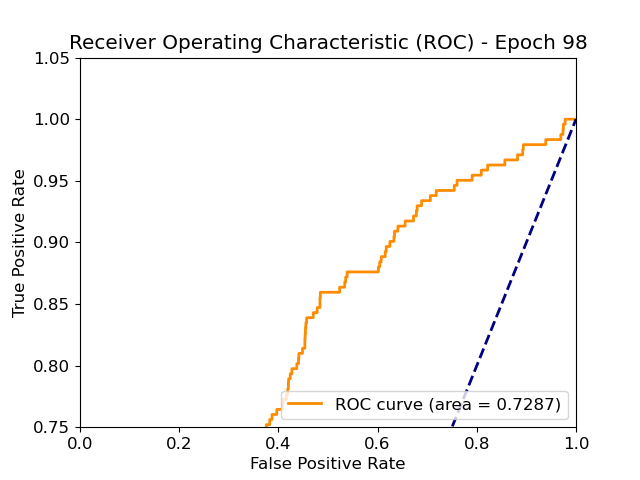 Receiver Operating Characteristic (ROC) - Epoch 98
True Positive Rate
1.05
1.00
0.95
0.90
0.85
0.80
0.75
ROC curve (area = 0.7287)
0.0 0.2 0.4 0.6 0.8 1.0
False Positive Rate